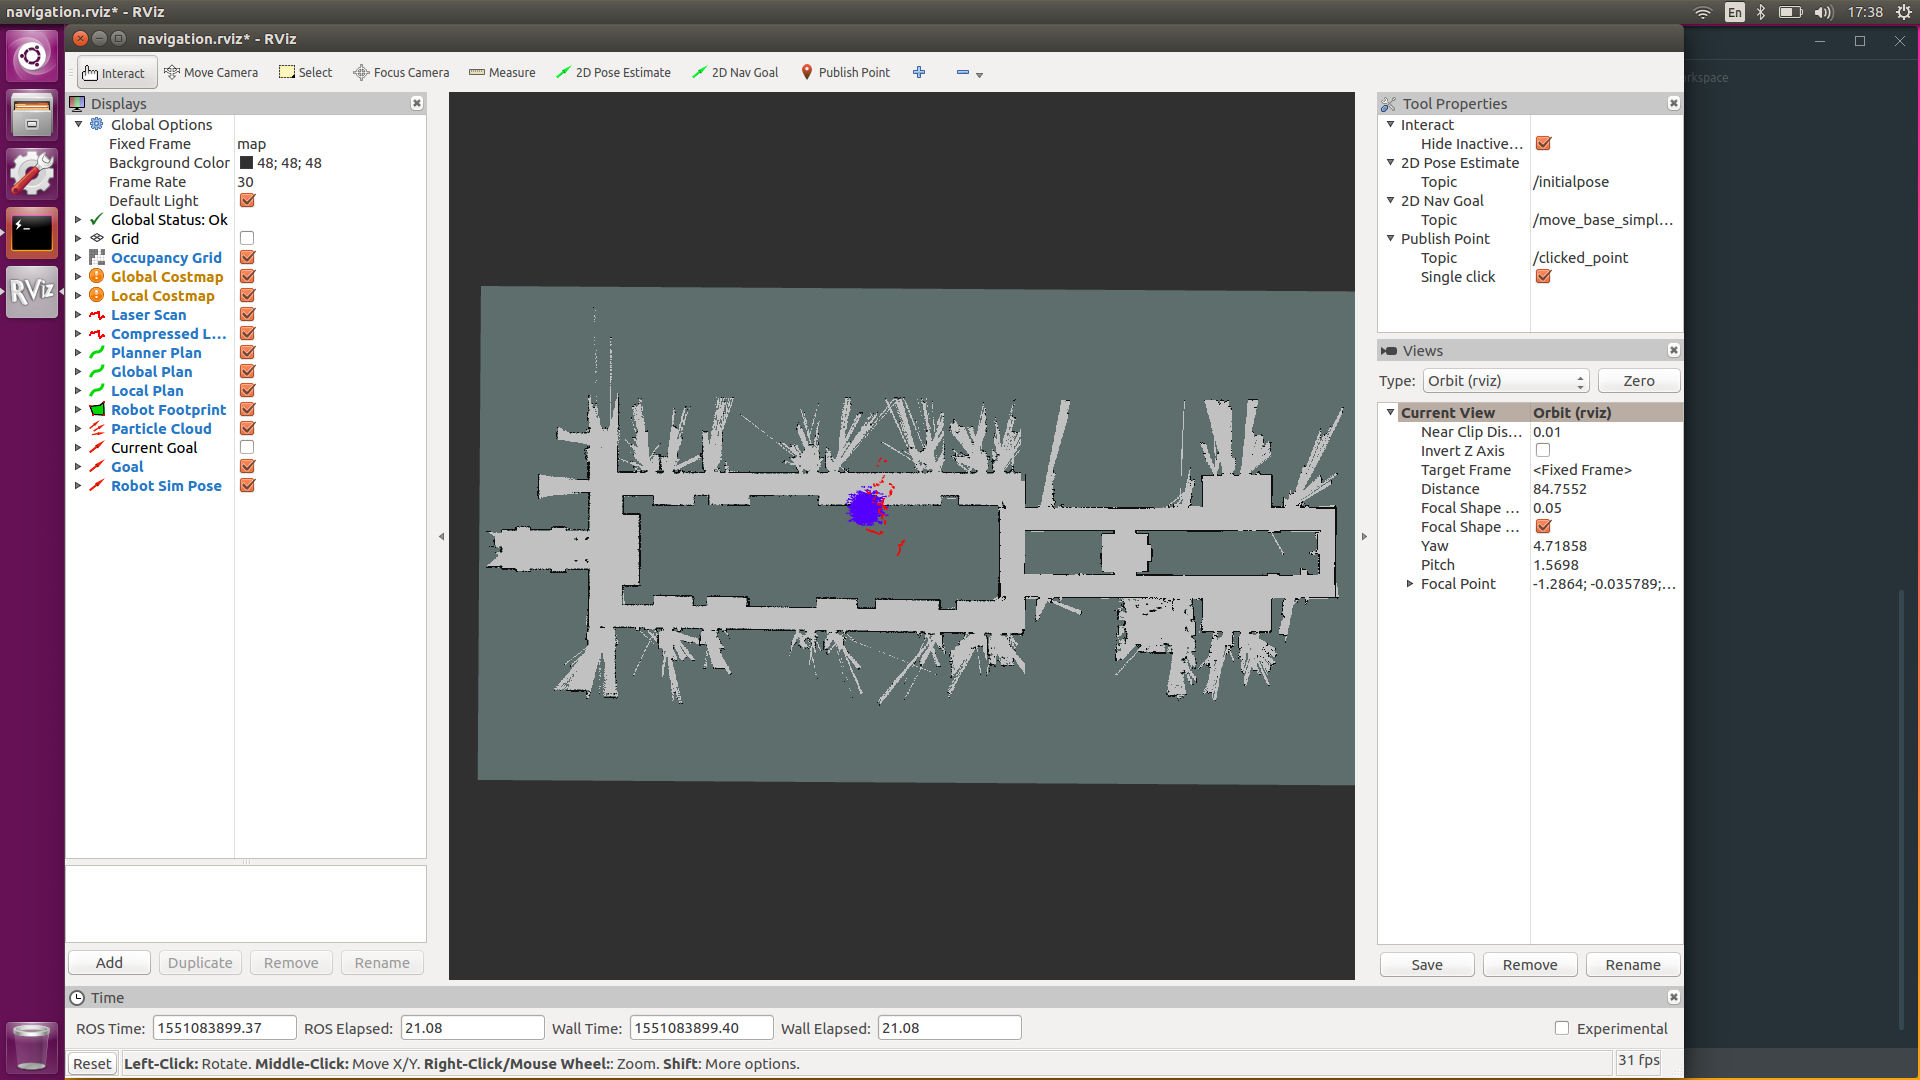 navigation.rviz* - RViz
En
17:38
navigation.rviz* - RViz
Interact
Move Camera
Select
Focus Camera
Measure
2D Pose Estimate
2D Nav Goal
Publish Point
rkspace
Displays
Global Options
Fixed Frame map
Background Color 48; 48; 48
Frame Rate 30
Default Light
Global Status: Ok
Grid
Occupancy Grid
Global Costmap
Local Costmap
Laser Scan
Compressed L...
Planner Plan
Global Plan
Local Plan
Robot Footprint
Particle Cloud
Current Goal
Goal
Robot Sim Pose
Add
Duplicate
Remove
Rename
RViz
Tool Properties
Interact
Hide Inactive...
2D Pose Estimate
Topic /initialpose
2D Nav Goal
Topic /move_base_simpl...
Publish Point
Topic /clicked_point
Single click
Views
Type: Orbit (rviz) Zero
Current View Orbit (rviz)
Near Clip Dis... 0.01
Invert Z Axis
Target Frame <Fixed Frame>
Distance 84.7552
Focal Shape ... 0.05
Focal Shape ...
Yaw 4.71858
Pitch 1.5698
Focal Point -1.2864; -0.035789;...
Save
Remove
Rename
Time
ROS Time: 1551083899.37 ROS Elapsed: 21.08 Wall Time: 1551083899.40 Wall Elapsed: 21.08 Experimental
Reset Left-Click: Rotate. Middle-Click: Move X/Y. Right-Click/Mouse Wheel:: Zoom. Shift: More options. 31 fps